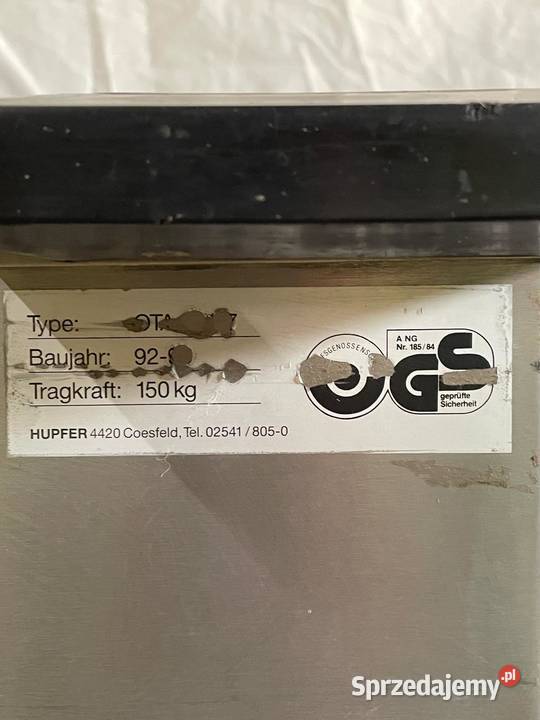 Type:
Baujahr: 92-
Tragkraft: 150 kg
HUPFER 4420 Coesfeld, Tel. 02541 / 805-0
A NG
Nr. 185/84
GS
geprüfte
Sicherheit
Sprzedajemy.pl